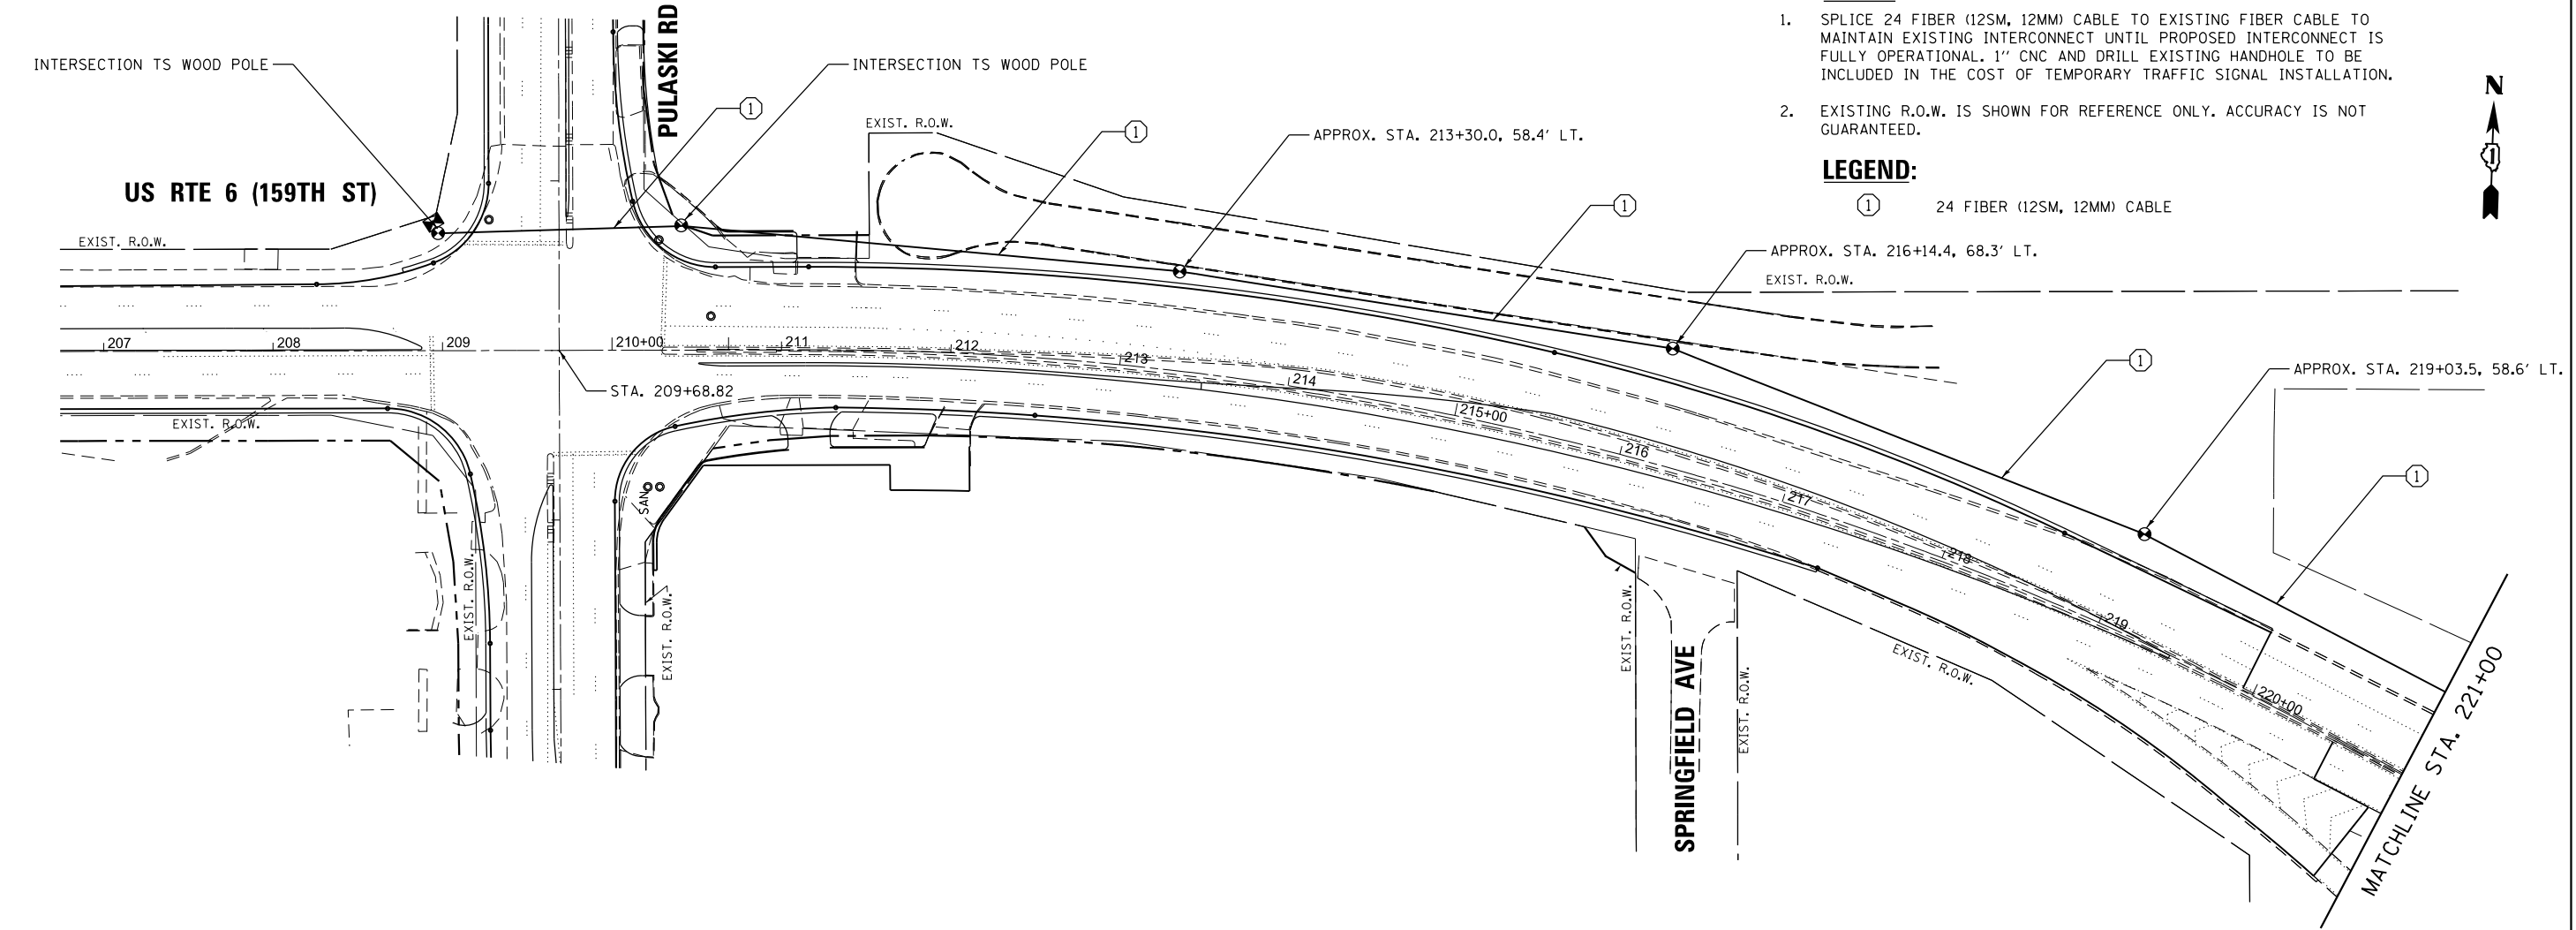 1. SPLICE 24 FIBER (12SM, 12MM) CABLE TO EXISTING FIBER CABLE TO
MAINTAIN EXISTING INTERCONNECT UNTIL PROPOSED INTERCONNECT IS
FULLY OPERATIONAL. 1'' CNC AND DRILL EXISTING HANDHOLE TO BE
INCLUDED IN THE COST OF TEMPORARY TRAFFIC SIGNAL INSTALLATION.
2. EXISTING R.O.W. IS SHOWN FOR REFERENCE ONLY. ACCURACY IS NOT
GUARANTEED.
LEGEND:
1 24 FIBER (12SM, 12MM) CABLE
N
1
INTERSECTION TS WOOD POLE
PULASKI RD
INTERSECTION TS WOOD POLE
1
EXIST. R.O.W.
1
APPROX. STA. 213+30.0, 58.4' LT.
US RTE 6 (159TH ST)
1
EXIST. R.O.W.
APPROX. STA. 216+14.4, 68.3' LT.
EXIST. R.O.W.
207
208
209
210+00
211
212
213
214
215+00
216
217
218
219
220+00
1
APPROX. STA. 219+03.5, 58.6' LT.
STA. 209+68.82
EXIST. R.O.W.
1
SAN
EXIST. R.O.W.
EXIST. R.O.W.
EXIST. R.O.W.
SPRINGFIELD AVE
EXIST. R.O.W.
EXIST. R.O.W.
MATCHLINE STA. 221+00